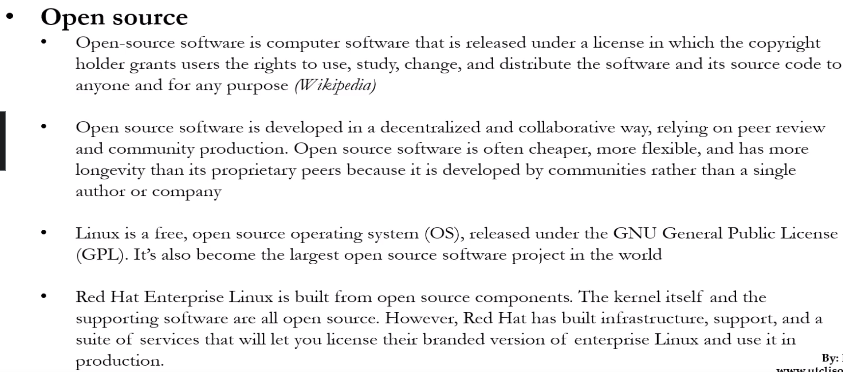 • Open source
• Open-source software is computer software that is released under a license in which the copyright
holder grants users the rights to use, study, change, and distribute the software and its source code to
anyone and for any purpose (Wikipedia)
• Open source software is developed in a decentralized and collaborative way, relying on peer review
and community production. Open source software is often cheaper, more flexible, and has more
longevity than its proprietary peers because it is developed by communities rather than a single
author or company
• Linux is a free, open source operating system (OS), released under the GNU General Public License
(GPL). It's also become the largest open source software project in the world
• Red Hat Enterprise Linux is built from open source components. The kernel itself and the
supporting software are all open source. However, Red Hat has built infrastructure, support, and a
suite of services that will let you license their branded version of enterprise Linux and use it in
production.
By: